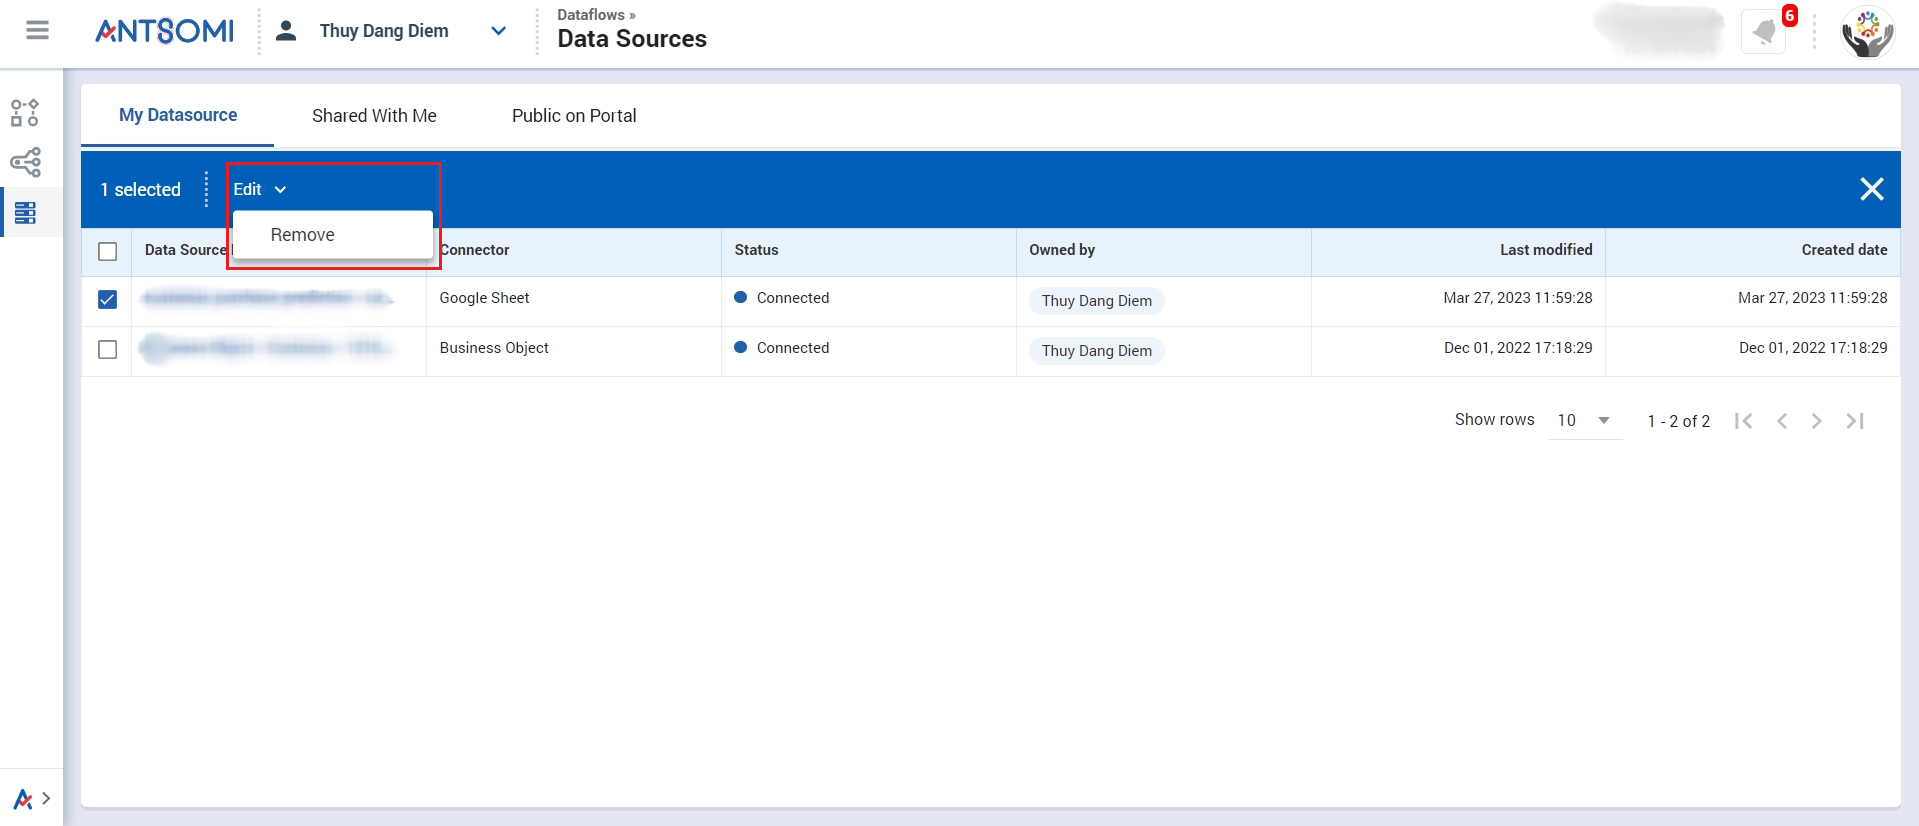 ANTSOMI
Thuy Dang Diem
Dataflows »
Data Sources
6
My Datasource
Shared With Me
Public on Portal
1 selected
Edit
Remove
Data Source
Connector
Status
Owned by
Last modified
Created date
Google Sheet
Connected
Thuy Dang Diem
Mar 27, 2023 11:59:28
Mar 27, 2023 11:59:28
Business Object
Connected
Thuy Dang Diem
Dec 01, 2022 17:18:29
Dec 01, 2022 17:18:29
Show rows
10
1 - 2 of 2